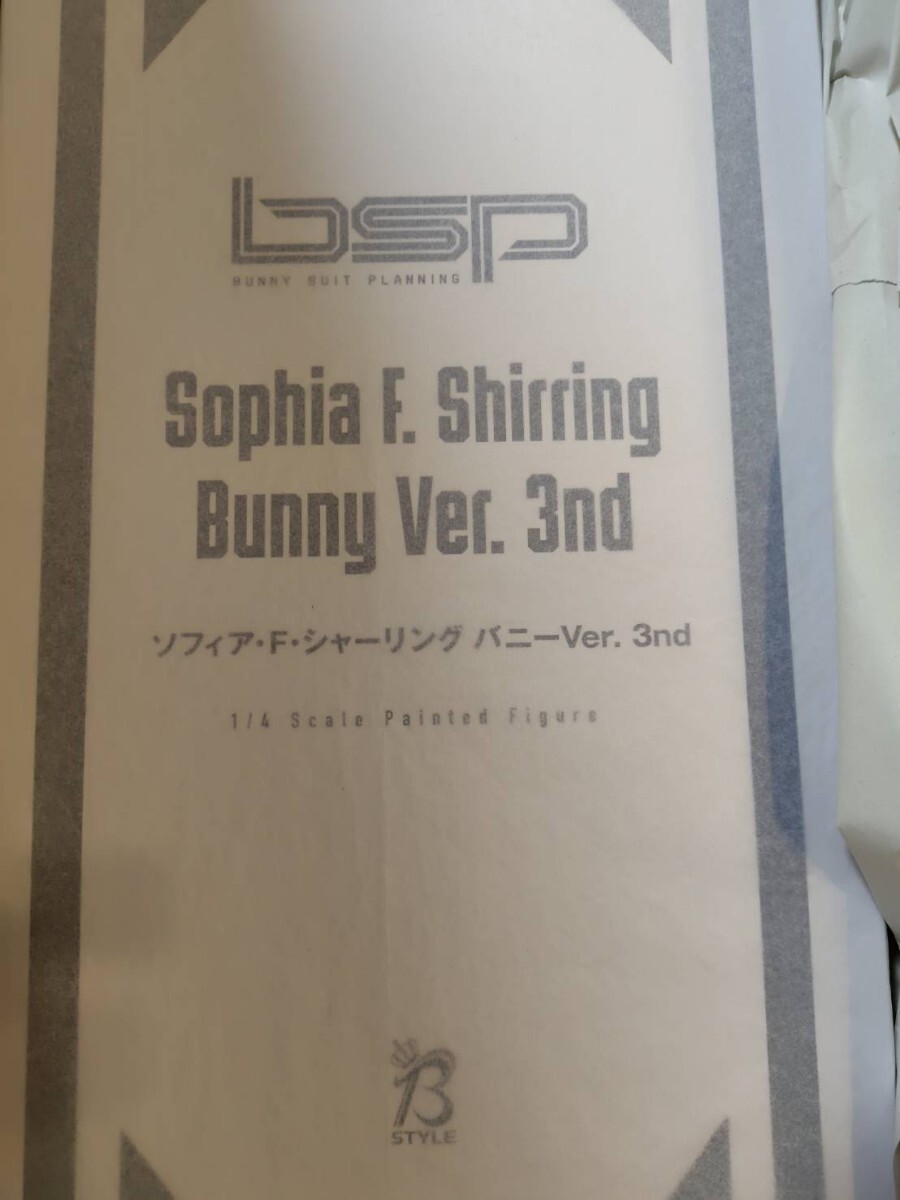 bsp
BUNNY SUIT PLANNING
Sophia F. Shirring
Bunny Ver. 3nd
ソフィア・F・シャーリング バニーVer. 3nd
1/4 Scale Painted Figure
B
STYLE